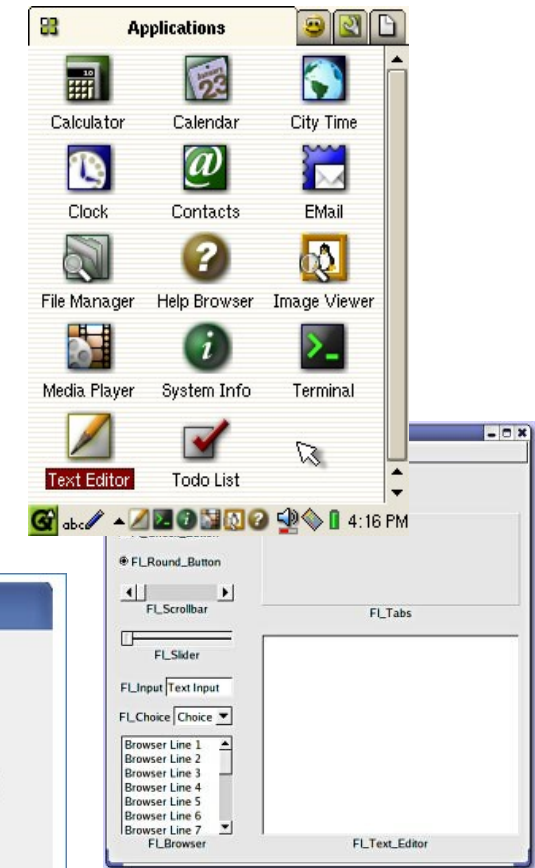 Applications
10
January
23
Calculator Calendar City Time
@
Clock Contacts EMail
?
File Manager Help Browser Image Viewer
i
>_
Media Player System Info Terminal
Text Editor Todo List
abc 4:16 PM
Fl_Round_Button
Fl_Scrollbar
Fl_Tabs
Fl_Slider
Fl_Input Text Input
Fl_Choice Choice
Browser Line 1
Browser Line 2
Browser Line 3
Browser Line 4
Browser Line 5
Browser Line 6
Browser Line 7
Fl_Browser Fl_Text_Editor